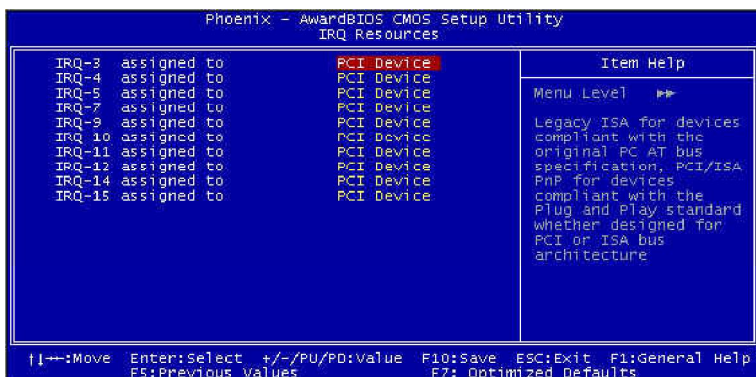 Phoenix - AwardBIOS CMOS Setup Utility
IRQ Resources
IRQ-3 assigned to PCI Device
IRQ-4 assigned to PCI Device
IRQ-5 assigned to PCI Device
IRQ-7 assigned to PCI Device
IRQ-9 assigned to PCI Device
IRQ 10 assigned to PCI Device
IRQ-11 assigned to PCI Device
IRQ-12 assigned to PCI Device
IRQ-14 assigned to PCI Device
IRQ-15 assigned to PCI Device
Item Help
Menu Level ▶▶
Legacy ISA for devices
compliant with the
original PC AT bus
specification, PCI/ISA
PnP for devices
compliant with the
Plug and Play standard
whether designed for
PCI or ISA bus
architecture
↑↓→←:Move Enter:Select +/-/PU/PD:Value F10:Save ESC:Exit F1:General Help
F5:Previous Values F7: Optimized Defaults